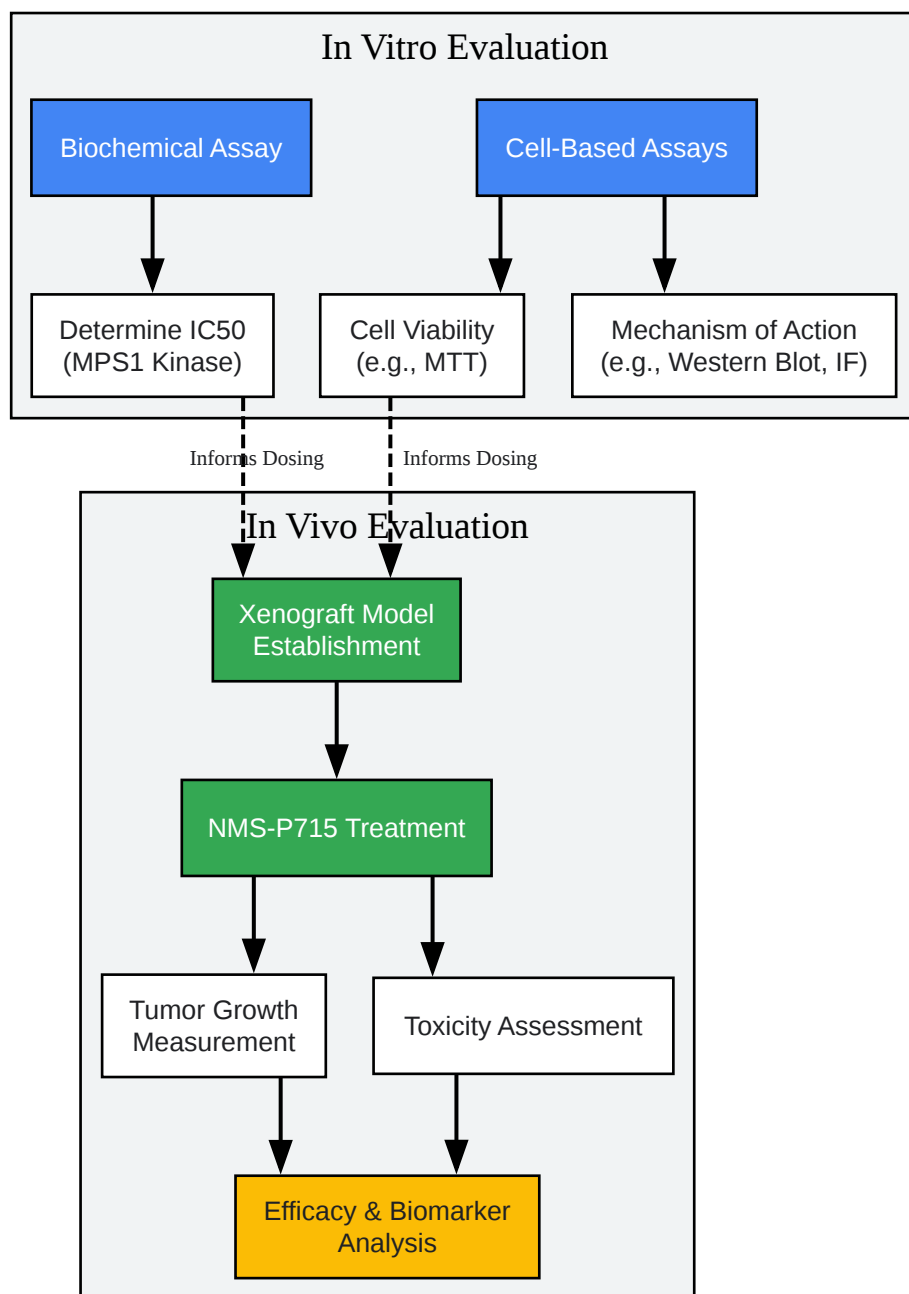 In Vitro Evaluation
Biochemical Assay
Cell-Based Assays
Determine IC50
(MPS1 Kinase)
Cell Viability
(e.g., MTT)
Mechanism of Action
(e.g., Western Blot, IF)
Informs Dosing
Informs Dosing
In Vivo Evaluation
Xenograft Model
Establishment
NMS-P715 Treatment
Tumor Growth
Measurement
Toxicity Assessment
Efficacy & Biomarker
Analysis